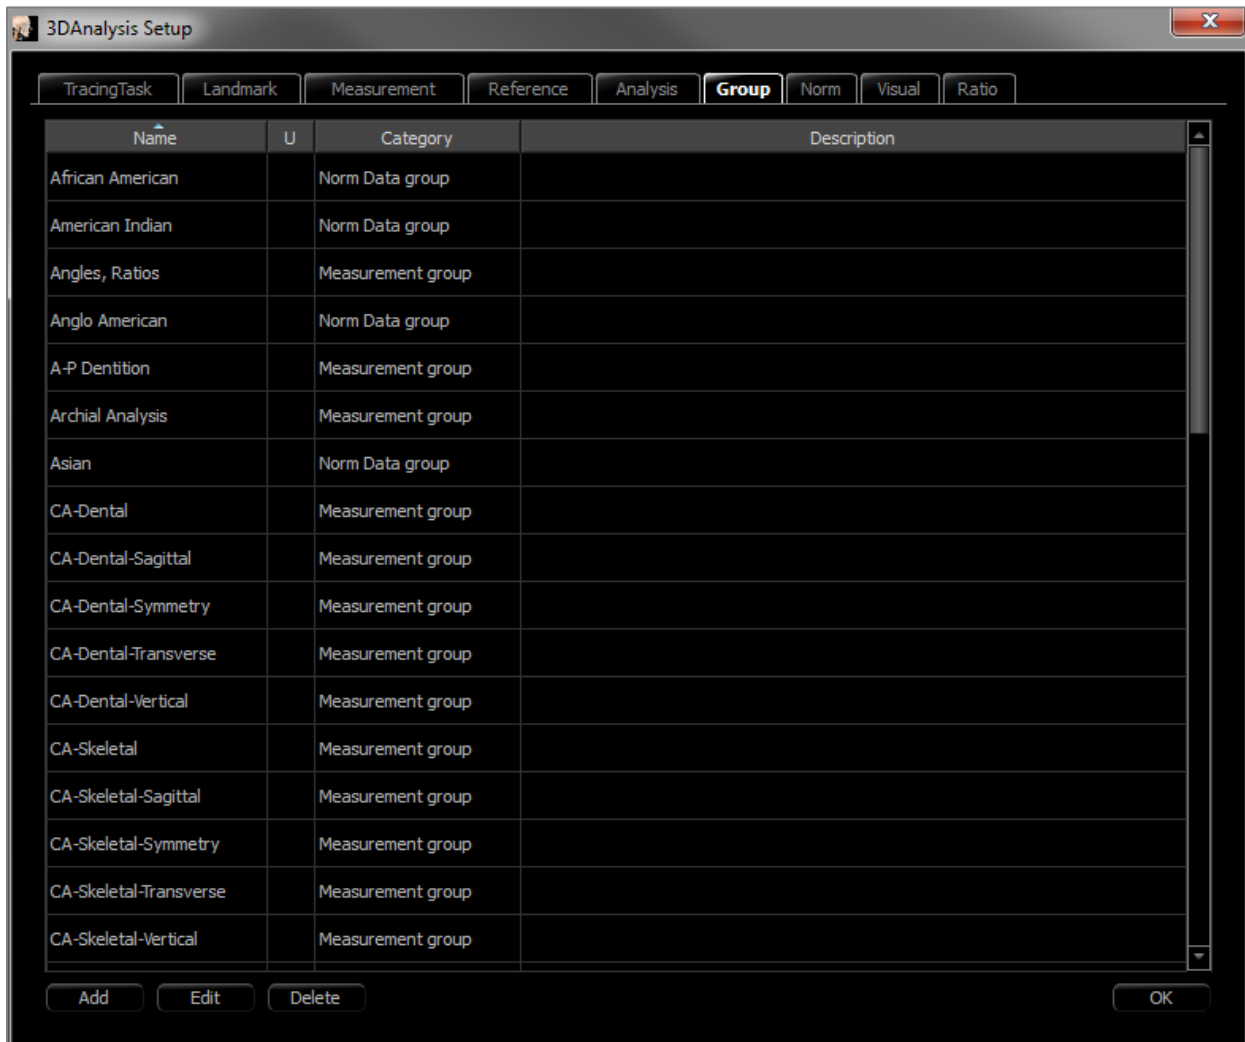 3DAnalysis Setup
TracingTask Landmark Measurement Reference Analysis Group Norm Visual Ratio
Name U Category Description
African American Norm Data group
American Indian Norm Data group
Angles, Ratios Measurement group
Anglo American Norm Data group
A-P Dentition Measurement group
Archial Analysis Measurement group
Asian Norm Data group
CA-Dental Measurement group
CA-Dental-Sagittal Measurement group
CA-Dental-Symmetry Measurement group
CA-Dental-Transverse Measurement group
CA-Dental-Vertical Measurement group
CA-Skeletal Measurement group
CA-Skeletal-Sagittal Measurement group
CA-Skeletal-Symmetry Measurement group
CA-Skeletal-Transverse Measurement group
CA-Skeletal-Vertical Measurement group
Add Edit Delete OK